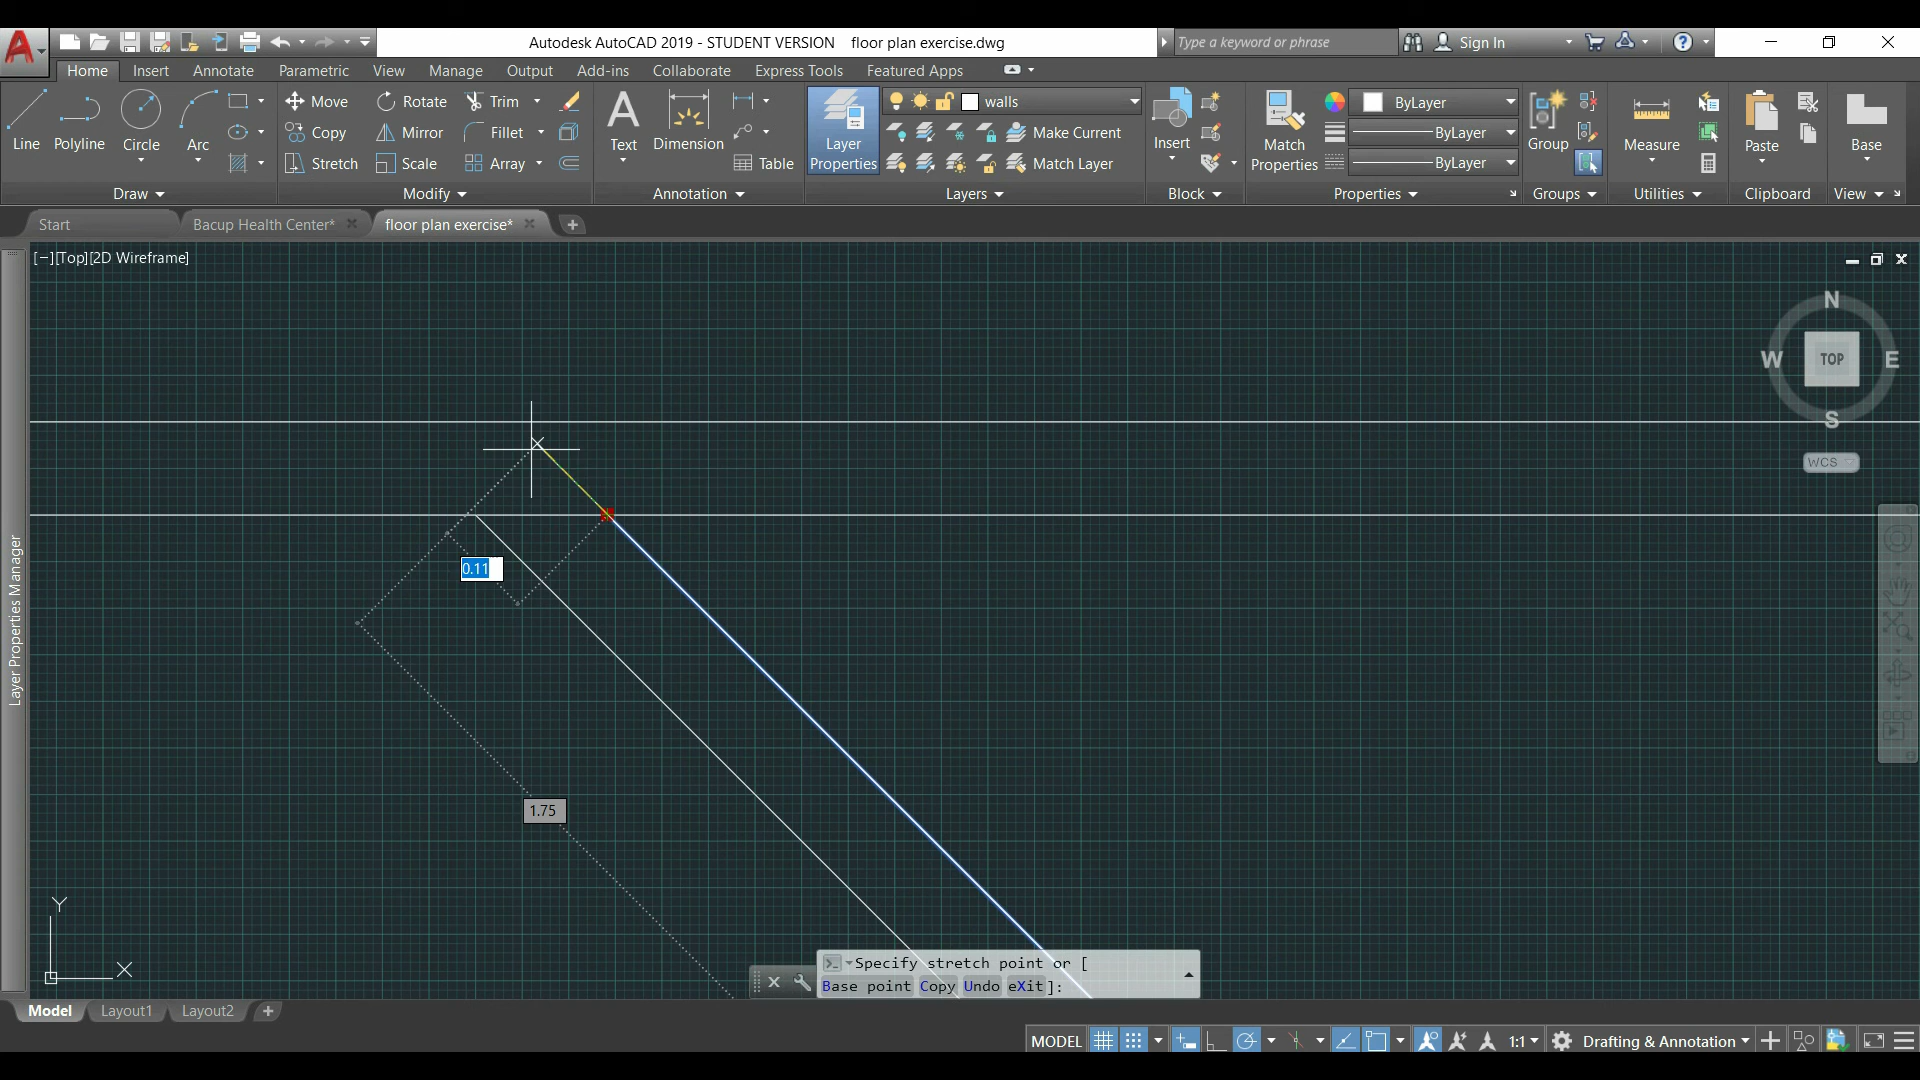 Autodesk AutoCAD 2019 - STUDENT VERSION floor plan exercise.dwg
Type a keyword or phrase
Sign In
Home Insert Annotate Parametric View Manage Output Add-ins Collaborate Express Tools Featured Apps
Line Polyline Circle Arc
Move Rotate Trim
Copy Mirror Fillet
Stretch Scale Array
Text Dimension Table
Layer Properties
walls
Make Current
Match Layer
Insert
Match Properties
ByLayer
ByLayer
ByLayer
Group
Measure
Paste
Base
Draw Modify Annotation Layers Block Properties Groups Utilities Clipboard View
Start Bacup Health Center* floor plan exercise*
[−][Top][2D Wireframe]
N
W TOP E
S
WCS
Layer Properties Manager
0.11
1.75
Y
X
Specify stretch point or [
Base point Copy Undo eXit]:
Model Layout1 Layout2
MODEL 1:1 Drafting & Annotation